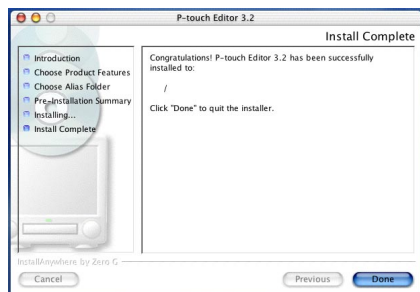 P-touch Editor 3.2
Install Complete
Introduction
Choose Product Features
Choose Alias Folder
Pre-Installation Summary
Installing...
Install Complete
Congratulations! P-touch Editor 3.2 has been successfully
installed to:
/
Click "Done" to quit the installer.
InstallAnywhere by Zero G
Cancel
Previous
Done